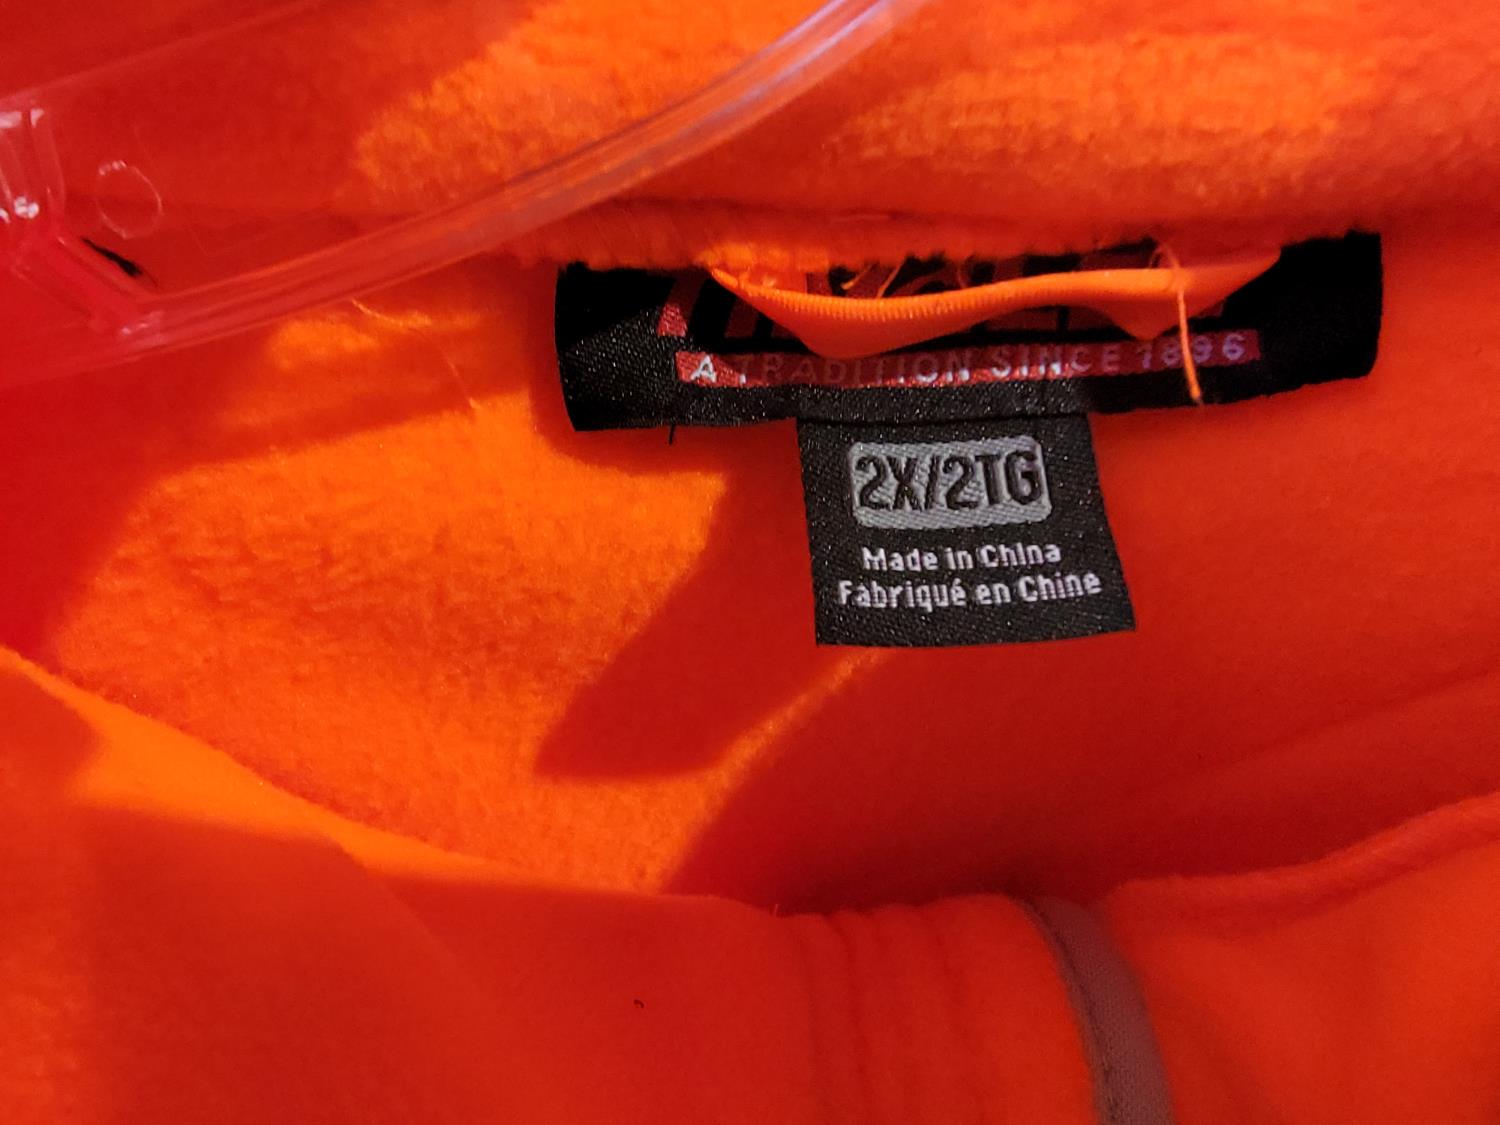 A TRADITION SINCE 1896
2X/2TG
Made in China
Fabriqué en Chine